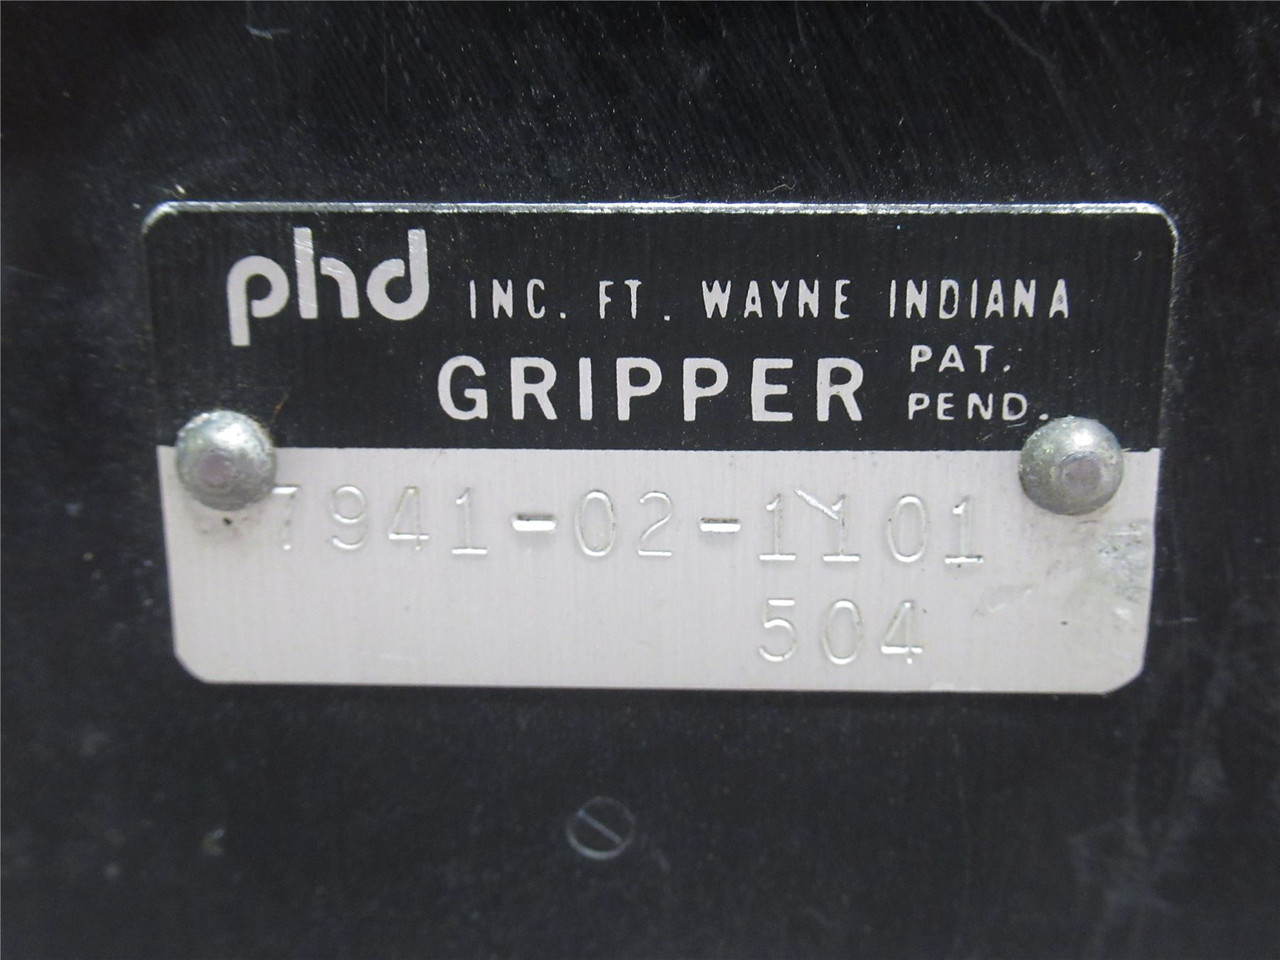 phd INC. FT. WAYNE INDIANA
GRIPPER PAT.
PEND.
7941-02-1101
504